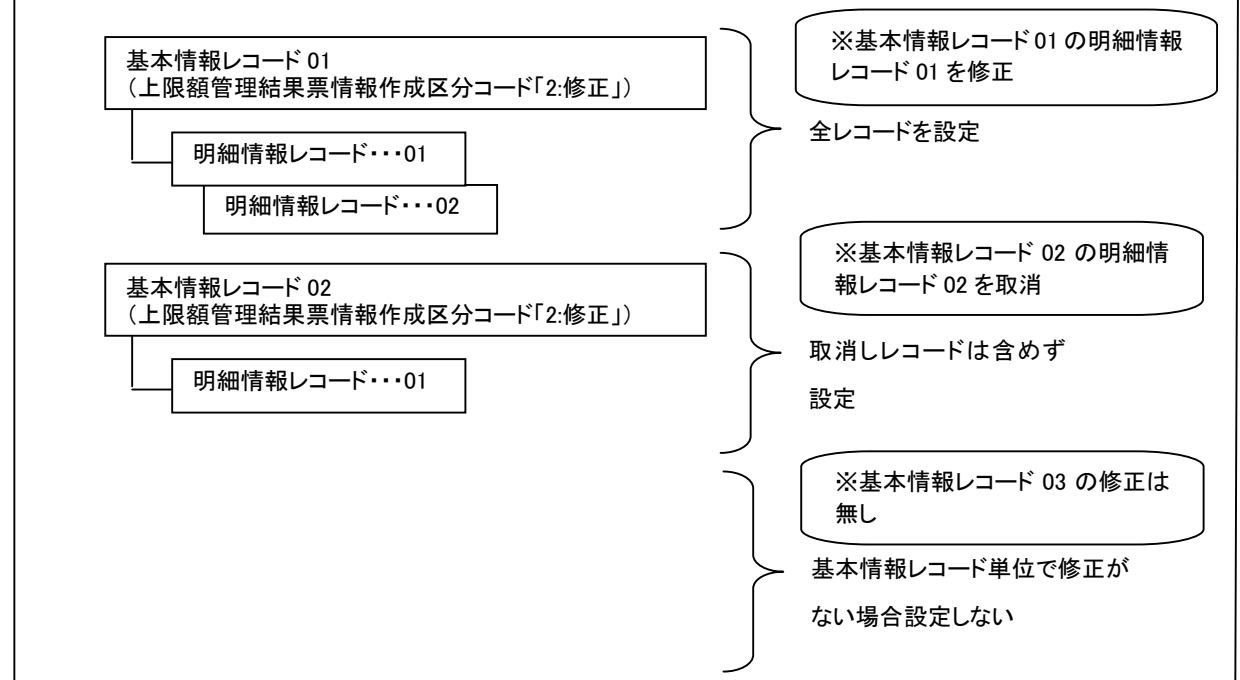 基本情報レコード 01
（上限額管理結果票情報作成区分コード「2:修正」）
明細情報レコード・・・01
明細情報レコード・・・02
※基本情報レコード 01 の明細情報
レコード 01 を修正
全レコードを設定
基本情報レコード 02
（上限額管理結果票情報作成区分コード「2:修正」）
明細情報レコード・・・01
※基本情報レコード 02 の明細情
報レコード 02 を取消
取消しレコードは含めず
設定
※基本情報レコード 03 の修正は
無し
基本情報レコード単位で修正が
ない場合設定しない